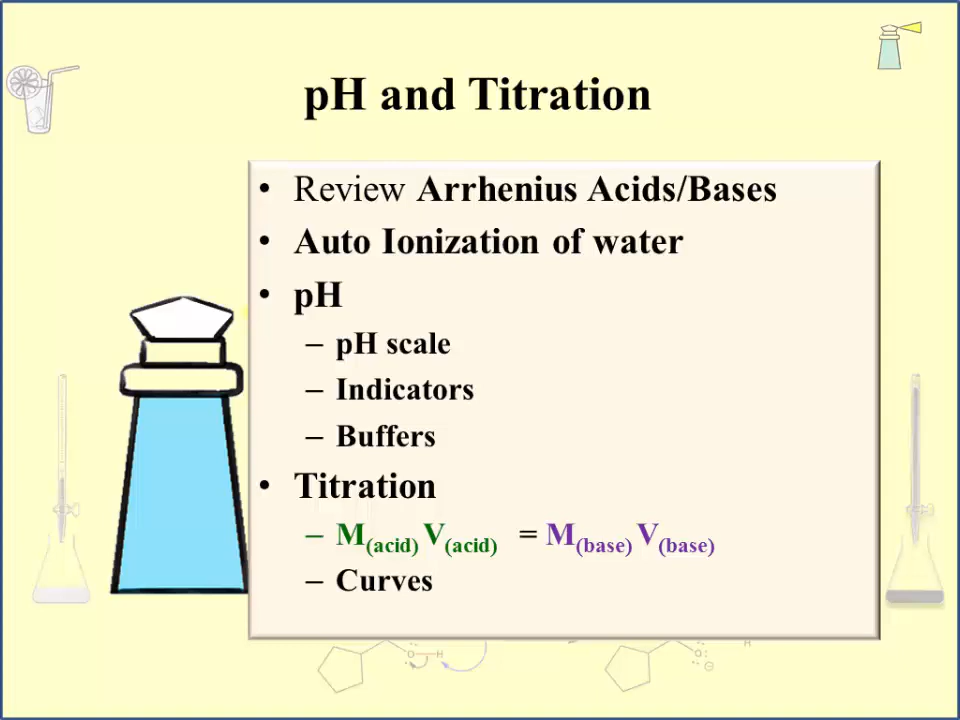 pH and Titration
• Review Arrhenius Acids/Bases
• Auto Ionization of water
• pH
– pH scale
– Indicators
– Buffers
• Titration
– M(acid) V(acid) = M(base) V(base)
– Curves
O H
O
H